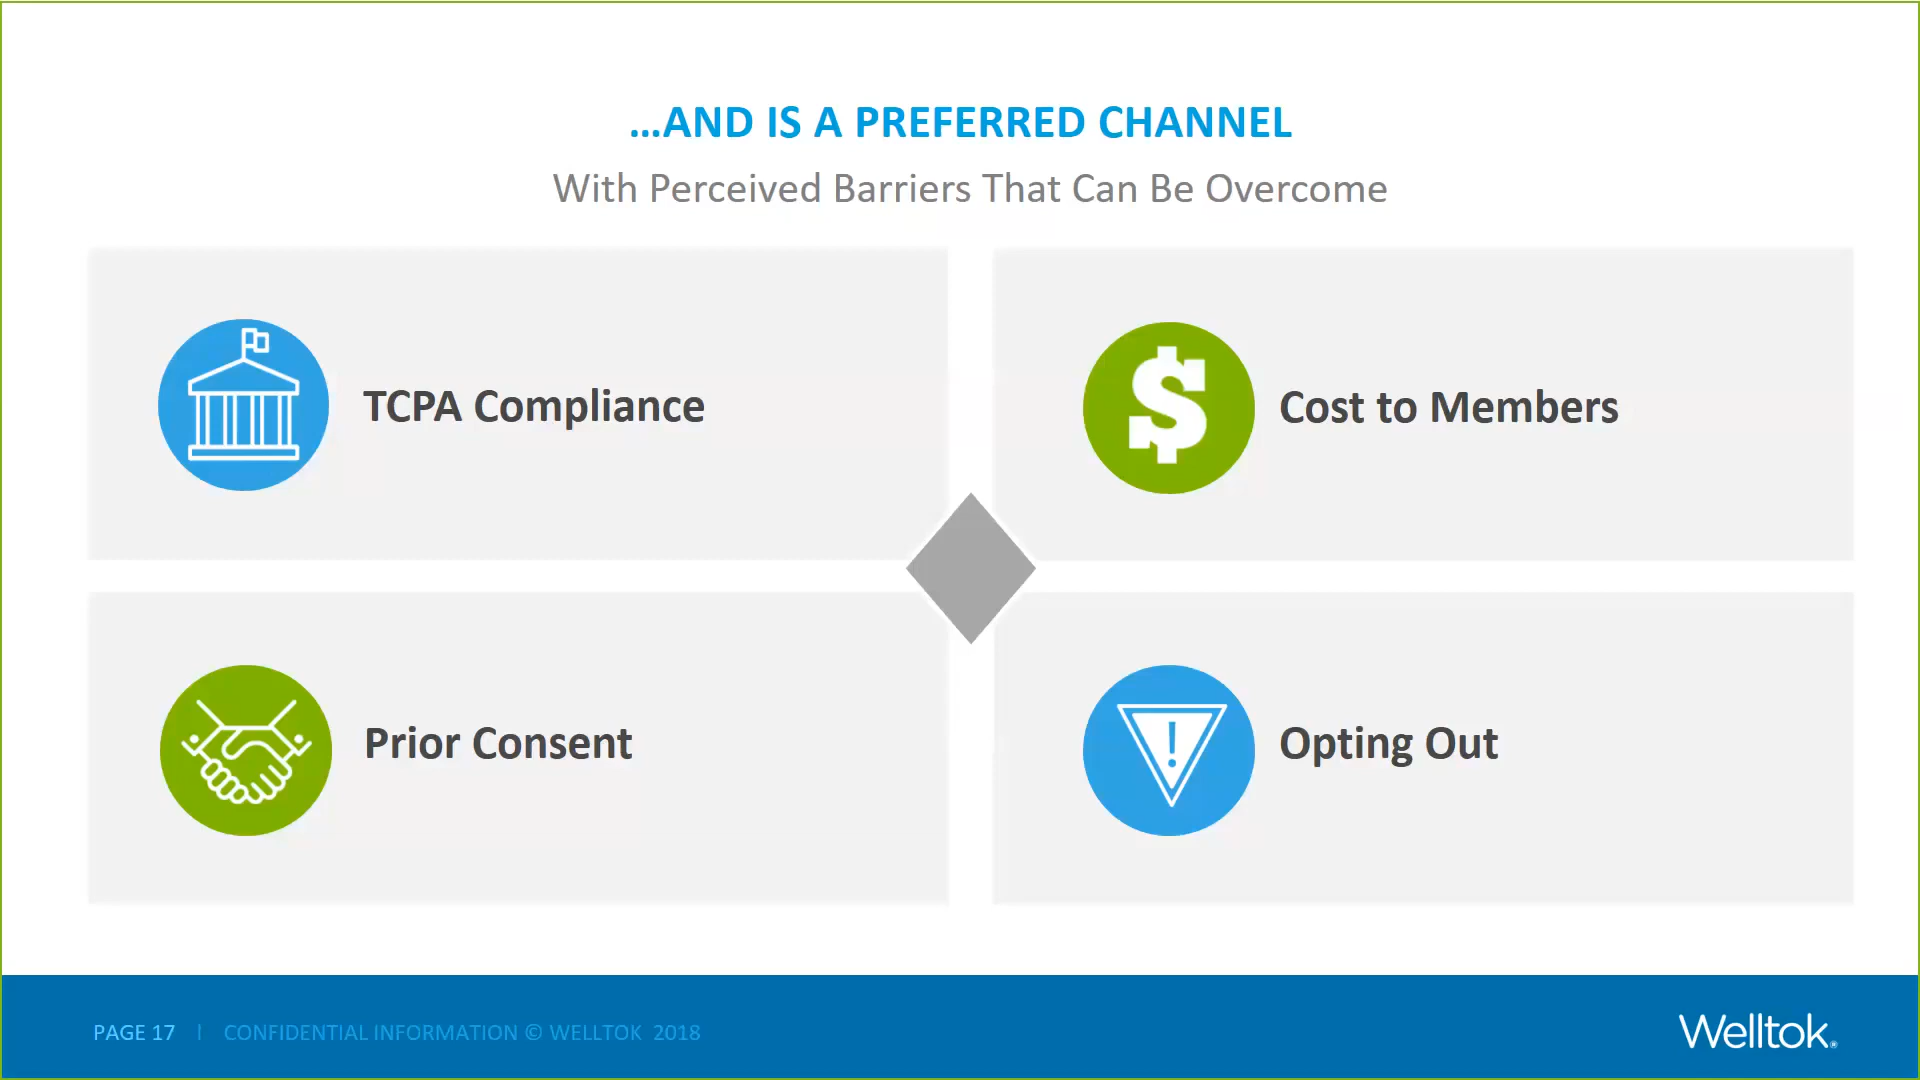 ...AND IS A PREFERRED CHANNEL
With Perceived Barriers That Can Be Overcome
TCPA Compliance
Cost to Members
Prior Consent
Opting Out
PAGE 17 | CONFIDENTIAL INFORMATION © WELLTOK 2018
Welltok®